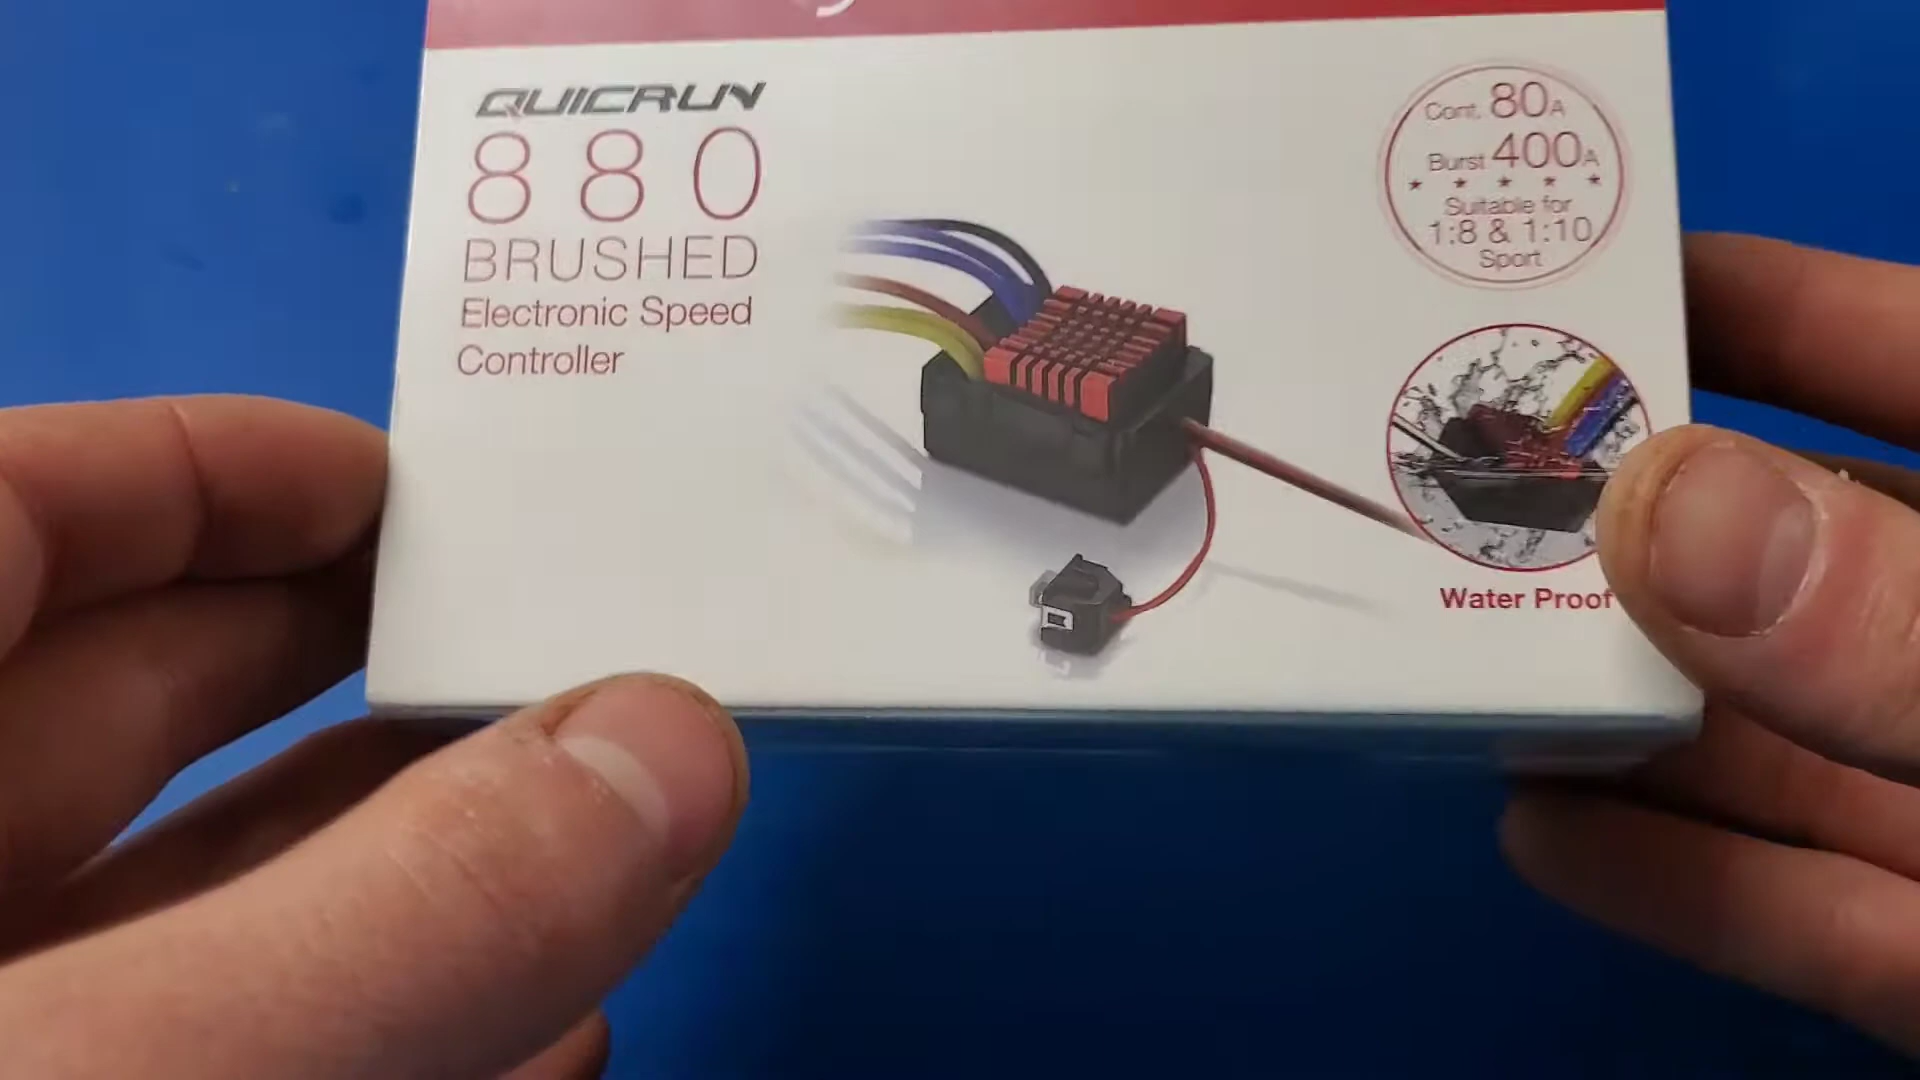 QUICRUN
880
BRUSHED
Electronic Speed
Controller
Cont. 80A
Burst 400A
Suitable for
1:8 & 1:10
Sport
Water Proof